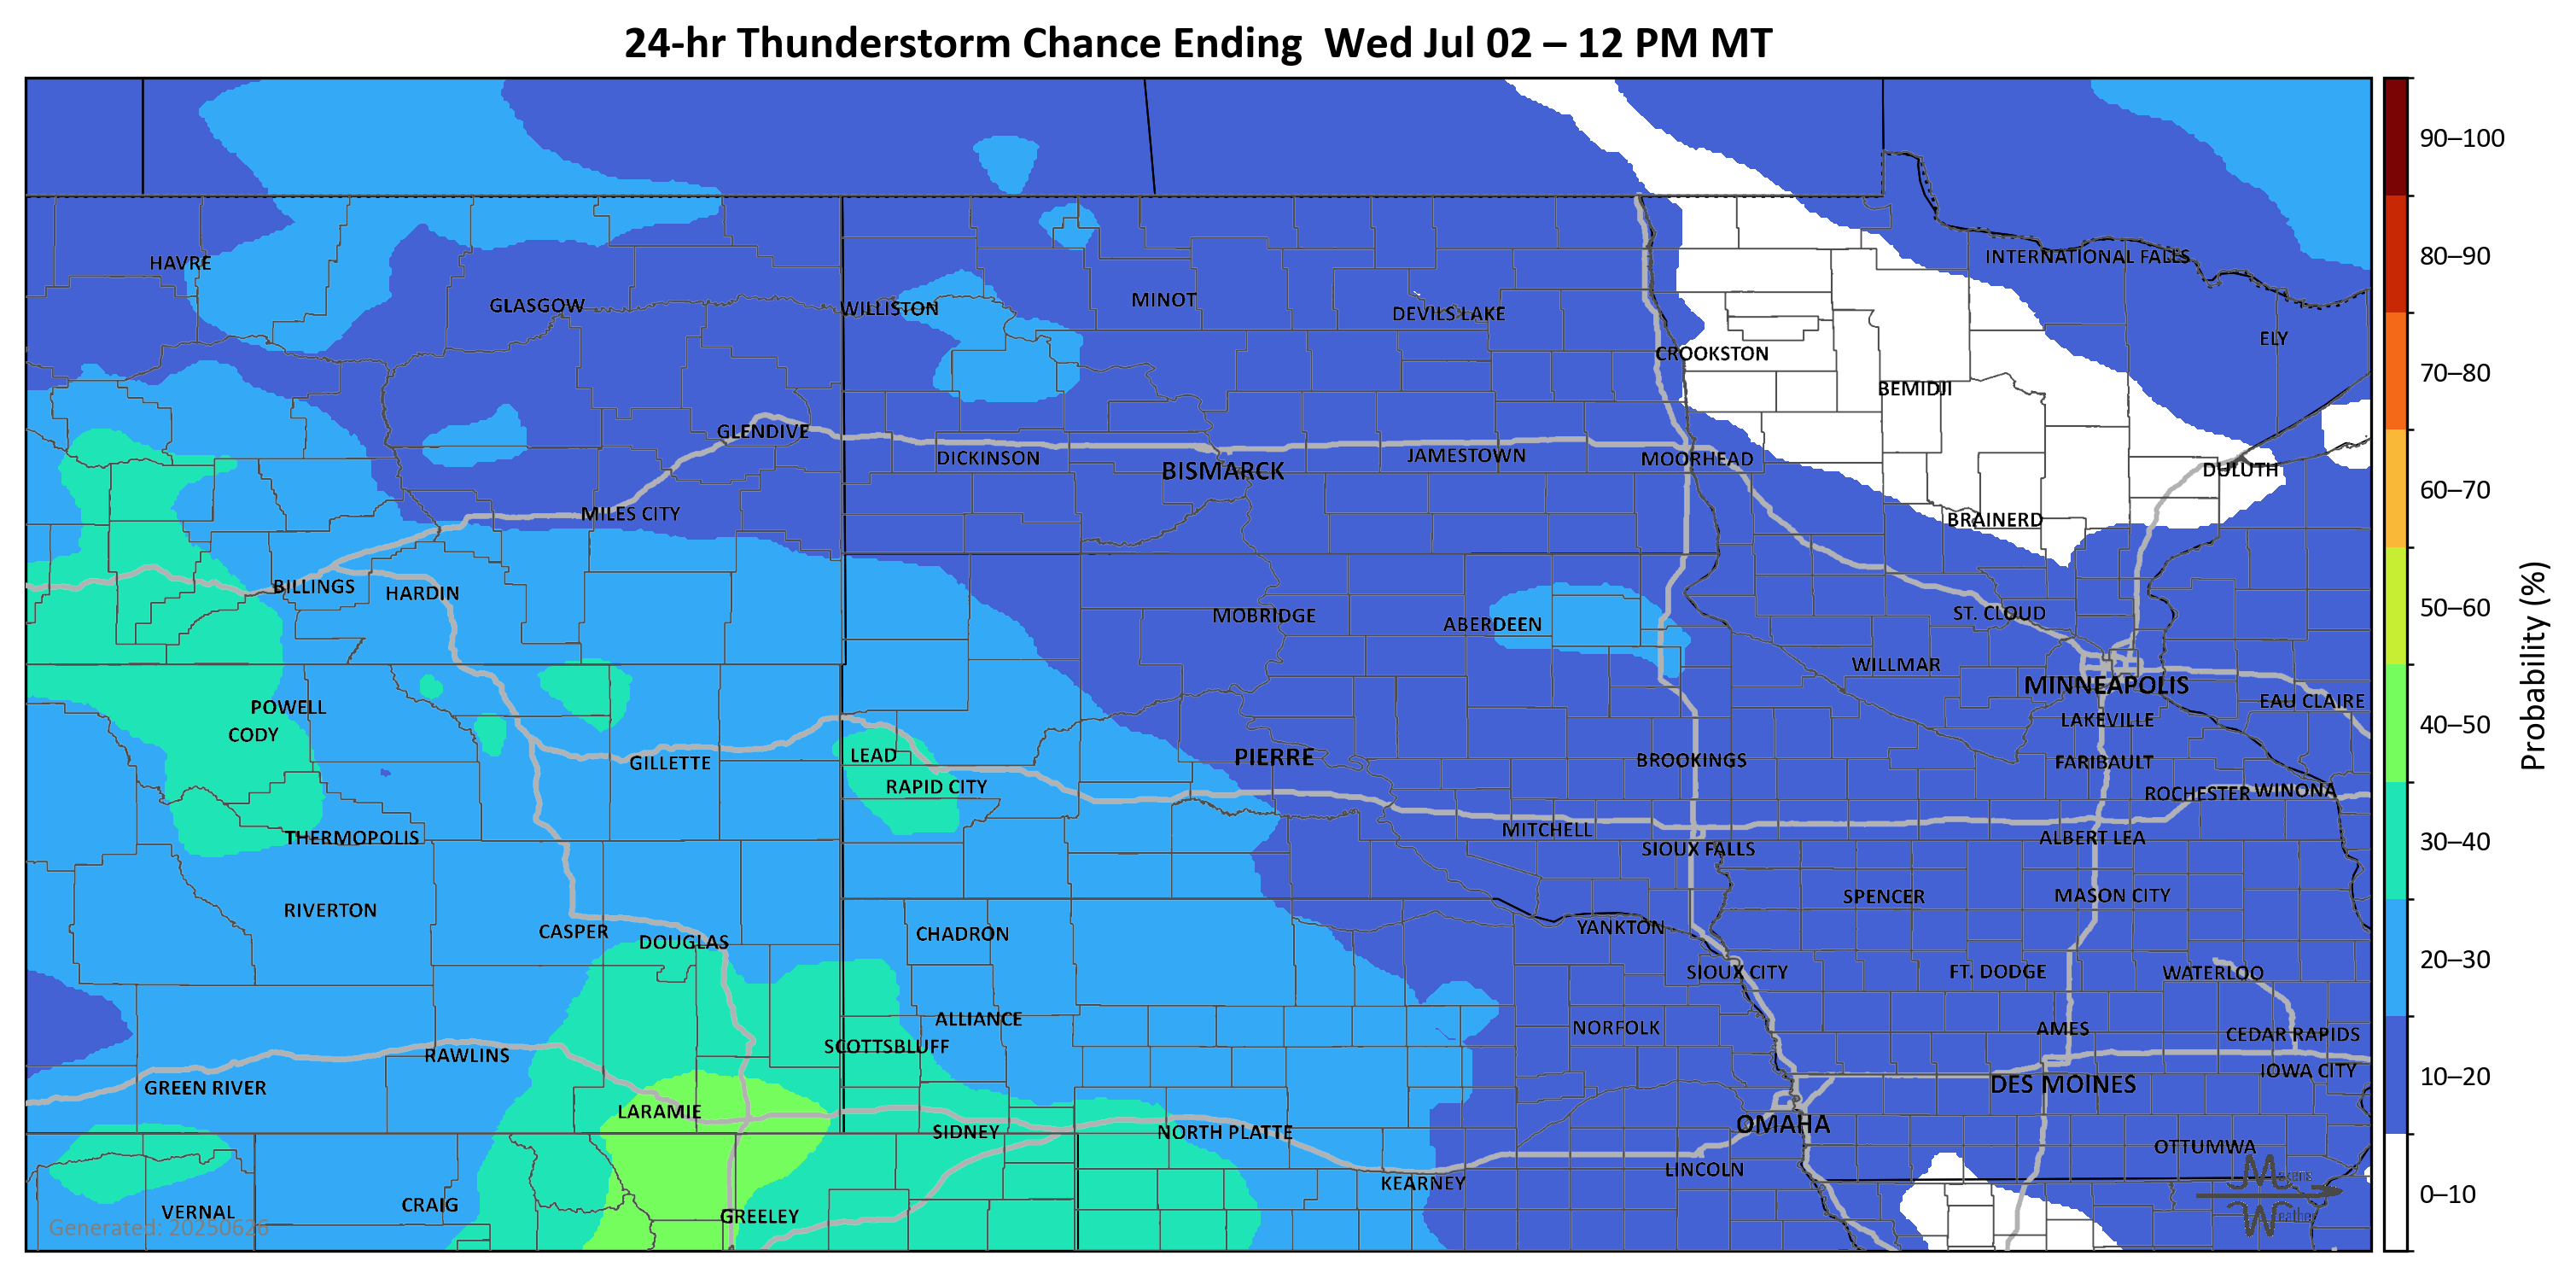 24-hr Thunderstorm Chance Ending  Wed Jul 02 – 12 PM MT
90–100
80–90
70–80
60–70
50–60
40–50
30–40
20–30
10–20
0–10
Probability (%)
HAVRE
INTERNATIONAL FALLS
GLASGOW
WILLISTON
MINOT
DEVILS LAKE
ELY
CROOKSTON
BEMIDJI
GLENDIVE
DICKINSON
BISMARCK
JAMESTOWN
MOORHEAD
DULUTH
MILES CITY
BRAINERD
BILLINGS
HARDIN
MOBRIDGE
ABERDEEN
ST. CLOUD
WILLMAR
MINNEAPOLIS
POWELL
EAU CLAIRE
CODY
LAKEVILLE
GILLETTE
LEAD
PIERRE
BROOKINGS
FARIBAULT
RAPID CITY
ROCHESTER
WINONA
THERMOPOLIS
MITCHELL
ALBERT LEA
SIOUX FALLS
RIVERTON
SPENCER
MASON CITY
CASPER
DOUGLAS
CHADRON
YANKTON
SIOUX CITY
FT. DODGE
WATERLOO
ALLIANCE
NORFOLK
AMES
CEDAR RAPIDS
RAWLINS
SCOTTSBLUFF
GREEN RIVER
DES MOINES
IOWA CITY
LARAMIE
SIDNEY
NORTH PLATTE
OMAHA
OTTUMWA
LINCOLN
KEARNEY
VERNAL
CRAIG
GREELEY
Generated: 20250626
Mekens
Weather